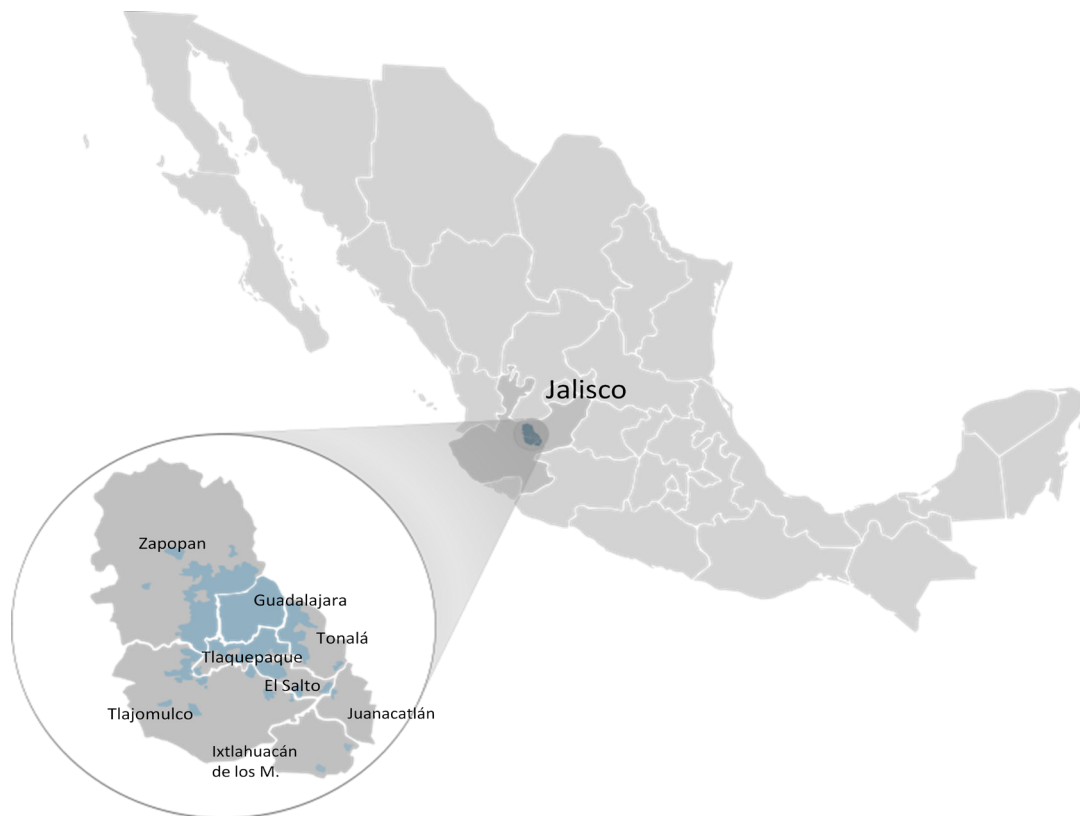 Jalisco
Zapopan
Guadalajara
Tonalá
Tlaquepaque
El Salto
Tlajomulco
Juanacatlán
Ixtlahuacán
de los M.